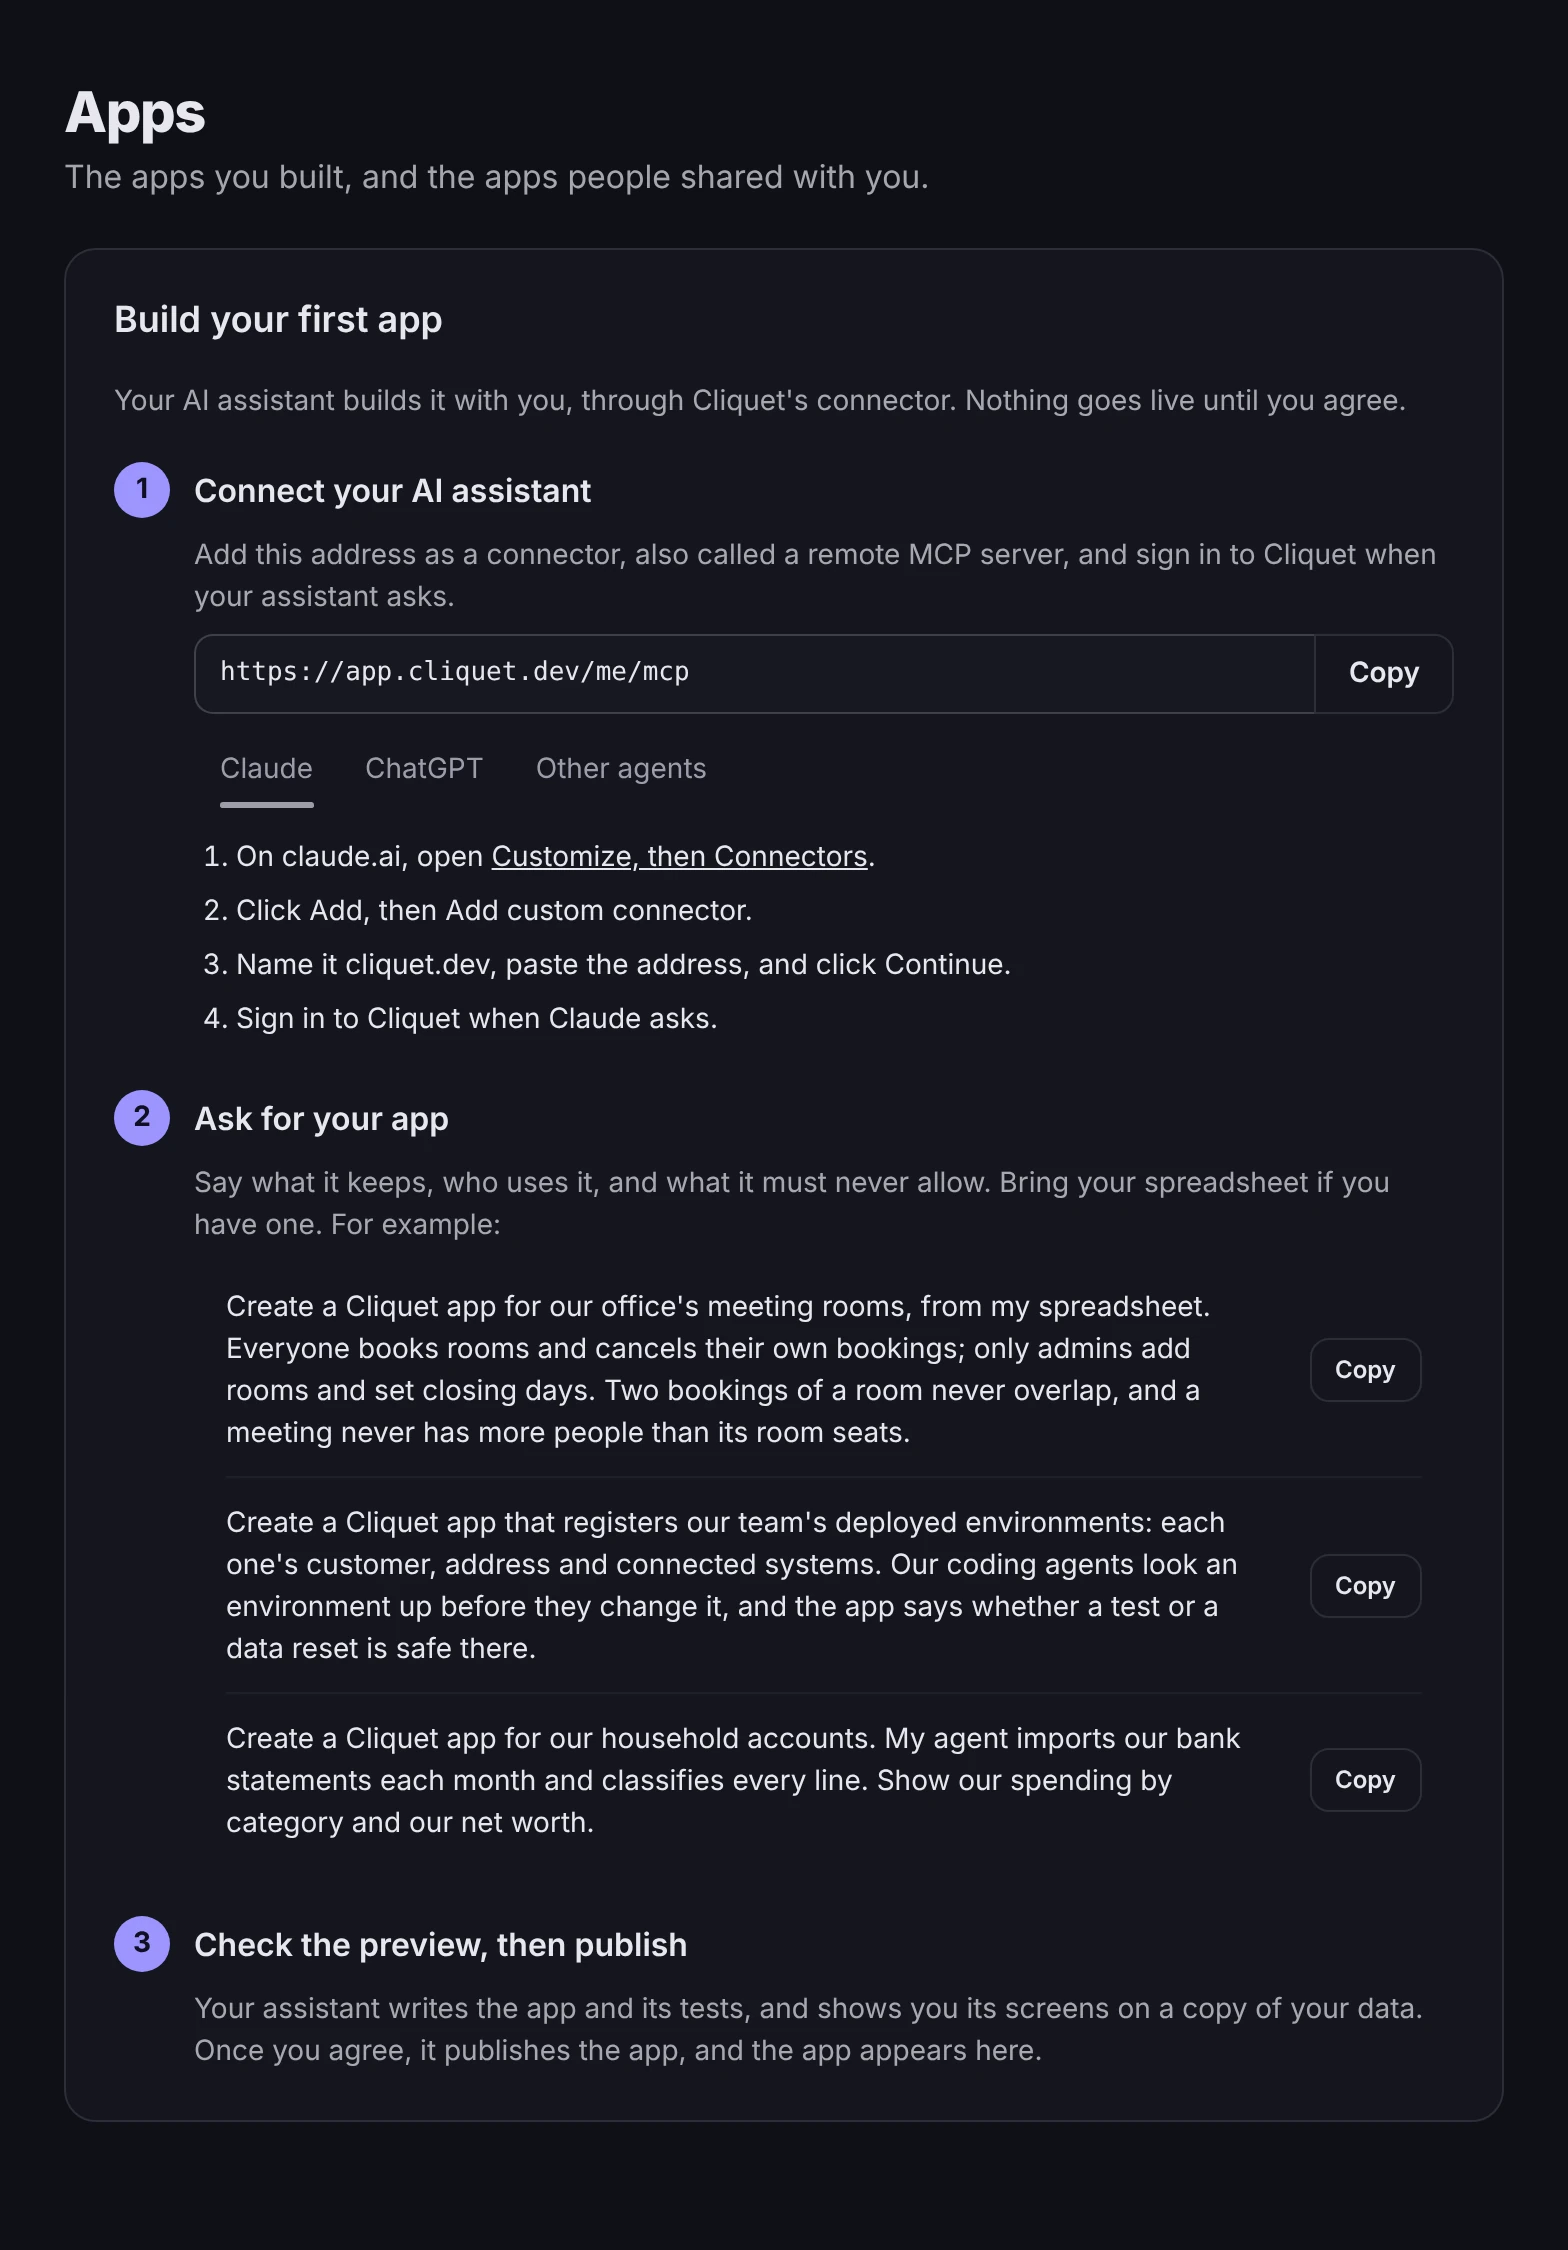 Apps
The apps you built, and the apps people shared with you.
Build your first app
Your AI assistant builds it with you, through Cliquet's connector. Nothing goes live until you agree.
1 Connect your AI assistant
Add this address as a connector, also called a remote MCP server, and sign in to Cliquet when
your assistant asks.
https://app.cliquet.dev/me/mcp Copy
Claude ChatGPT Other agents
1. On claude.ai, open Customize, then Connectors.
2. Click Add, then Add custom connector.
3. Name it cliquet.dev, paste the address, and click Continue.
4. Sign in to Cliquet when Claude asks.
2 Ask for your app
Say what it keeps, who uses it, and what it must never allow. Bring your spreadsheet if you
have one. For example:
Create a Cliquet app for our office's meeting rooms, from my spreadsheet.
Everyone books rooms and cancels their own bookings; only admins add
rooms and set closing days. Two bookings of a room never overlap, and a
meeting never has more people than its room seats.
Copy
Create a Cliquet app that registers our team's deployed environments: each
one's customer, address and connected systems. Our coding agents look an
environment up before they change it, and the app says whether a test or a
data reset is safe there.
Copy
Create a Cliquet app for our household accounts. My agent imports our bank
statements each month and classifies every line. Show our spending by
category and our net worth.
Copy
3 Check the preview, then publish
Your assistant writes the app and its tests, and shows you its screens on a copy of your data.
Once you agree, it publishes the app, and the app appears here.